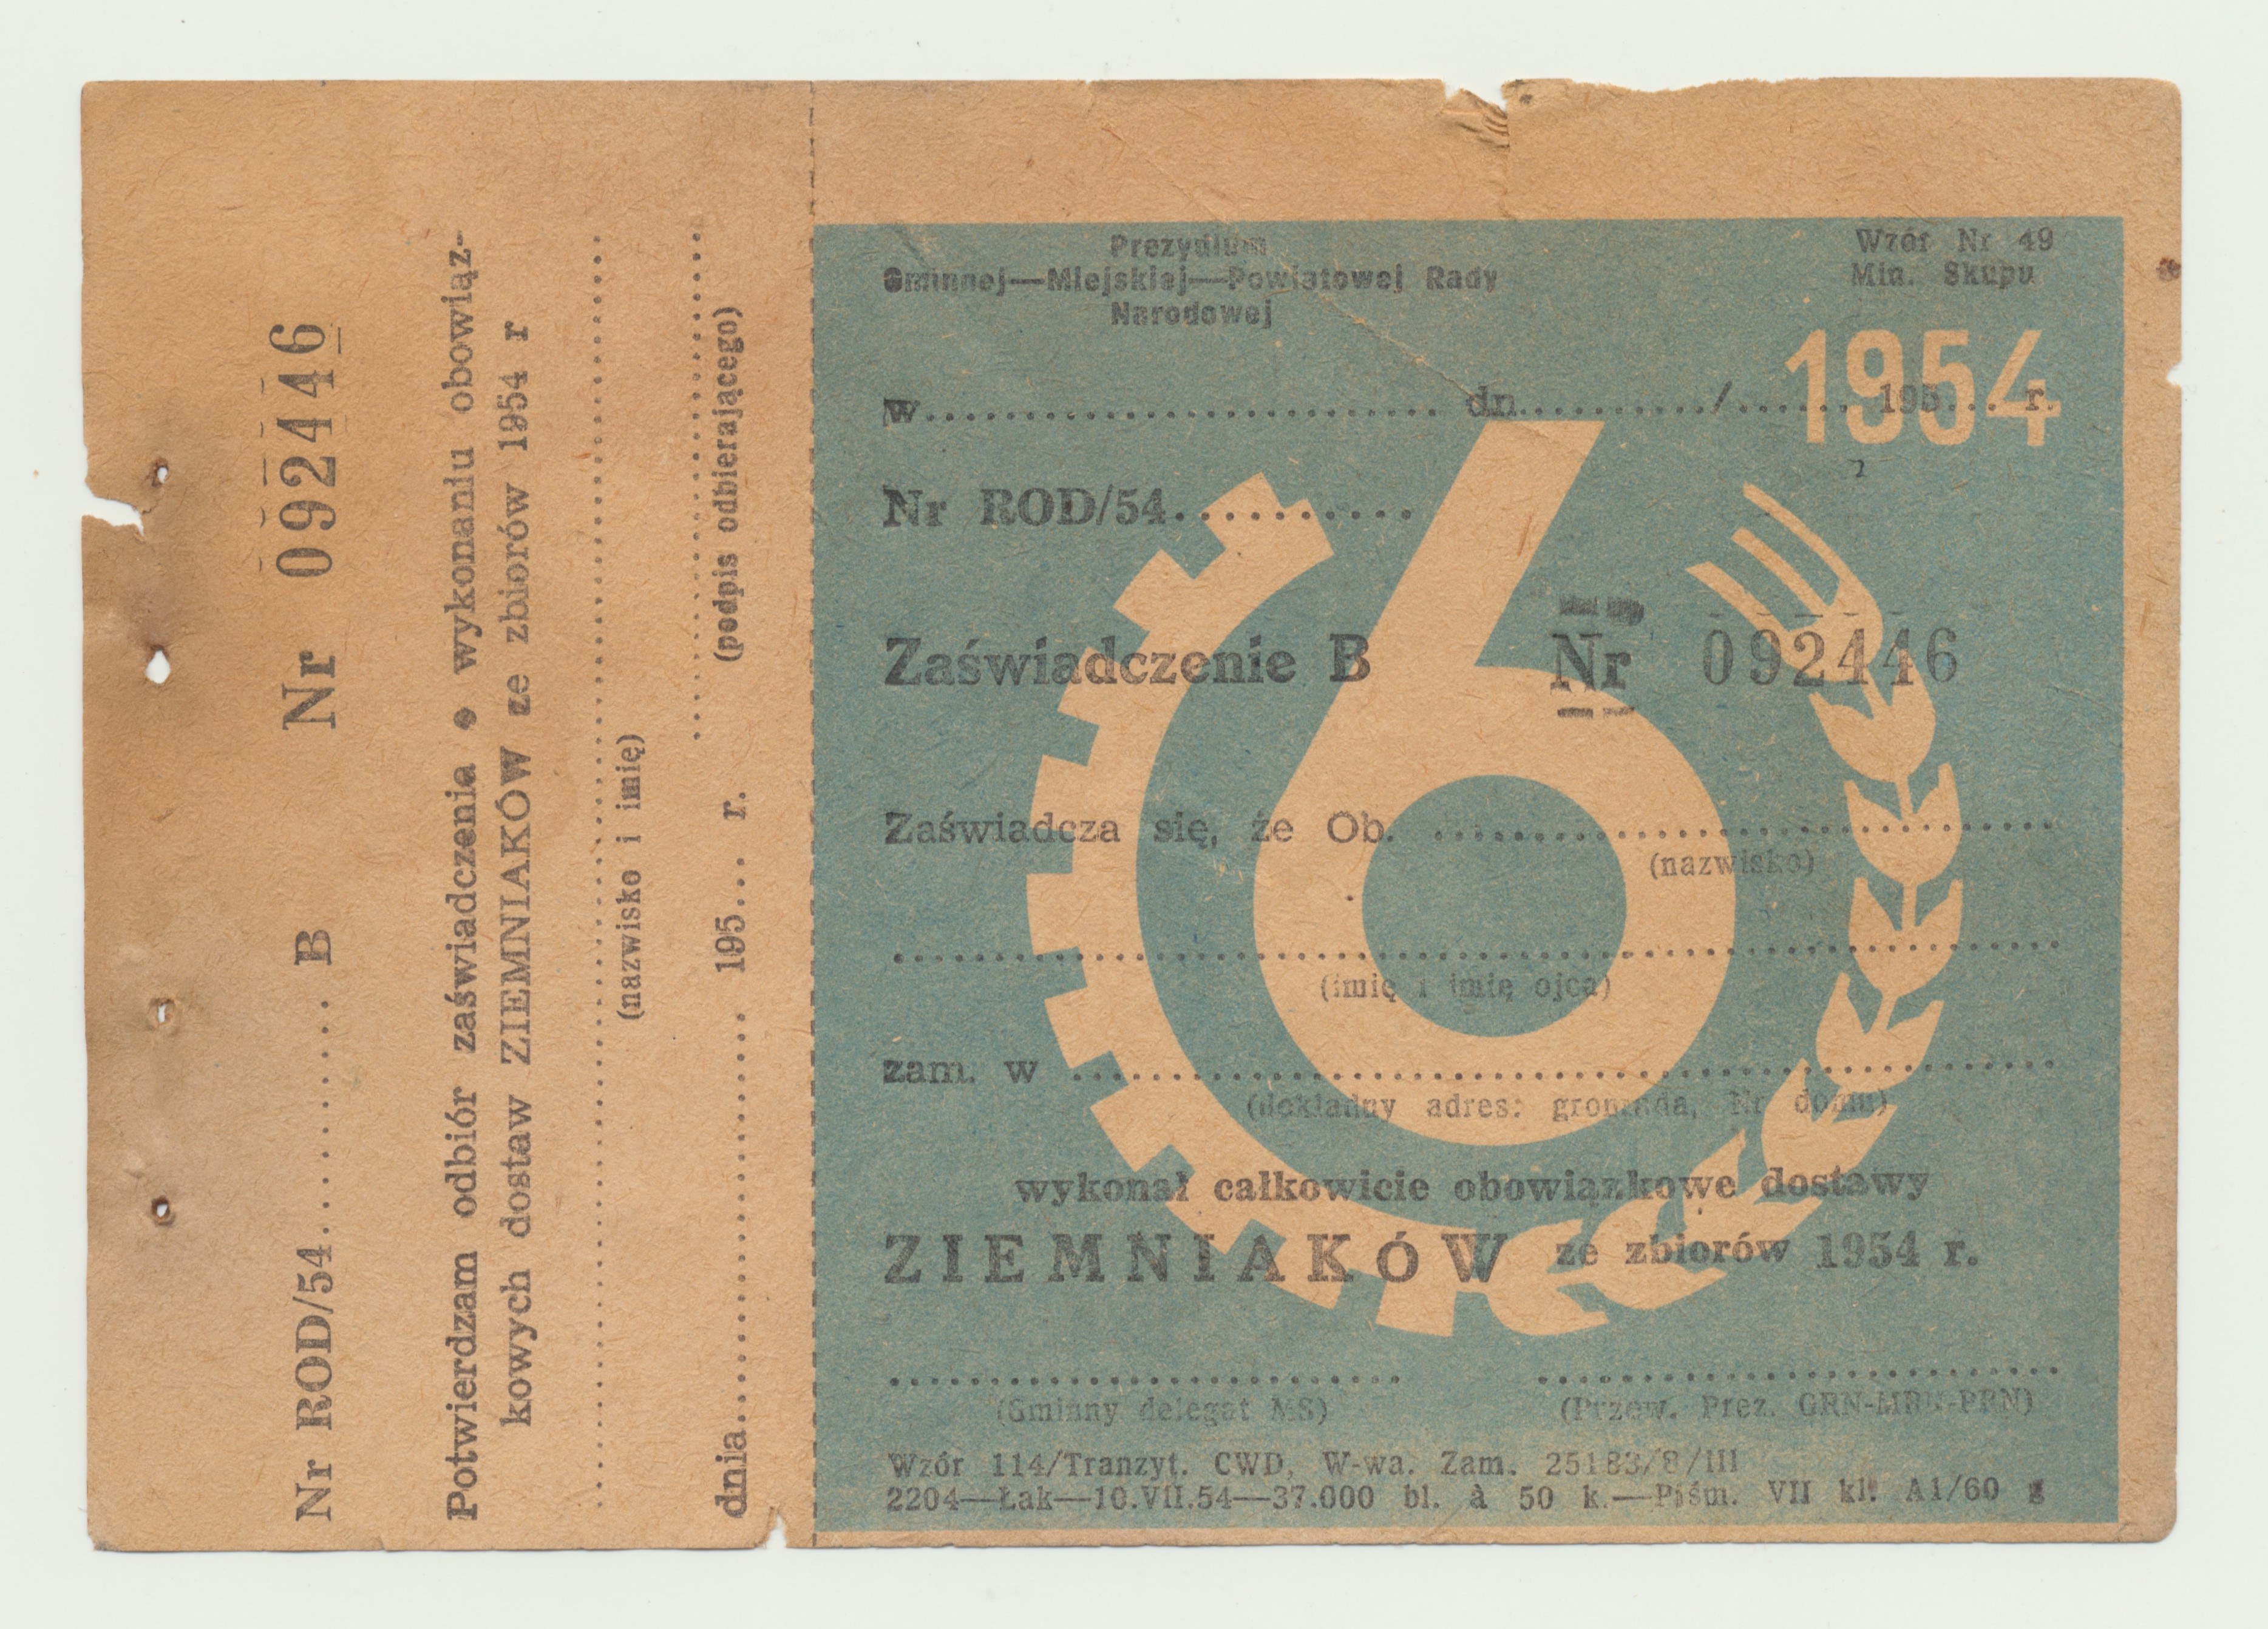 Nr ROD/54.......... B Nr 092446
Potwierdzam odbiór zaświadczenia o wykonaniu obowiąz-
kowych dostaw ZIEMNIAKÓW ze zbiorów 1954 r
(nazwisko i imię)
dnia.................... 195... r.
(podpis odbierającego)
Prezydium
Gminnej—Miejskiej—Powiatowej Rady
Narodowej
Wzór Nr 49
Min. Skupu
1954
w.............................. dn.........../....... 195.... r.
Nr ROD/54..........
6
Zaświadczenie B Nr 092446
Zaświadcza się, że Ob. ..............................
(nazwisko)
(imię i imię ojca)
zam. w ..............................
(dokładny adres: gromada, Nr domu)
wykonał całkowicie obowiązkowe dostawy
ZIEMNIAKÓW ze zbiorów 1954 r.
(Gminny delegat MS) (Przew. Prez. GRN-MRN-PRN)
Wzór 114/Tranzyt. CWD, W-wa. Zam. 25183/8/III
2204—Łak—10.VII.54—37.000 bl. à 50 k.—Piśm. VII kl. A1/60 g